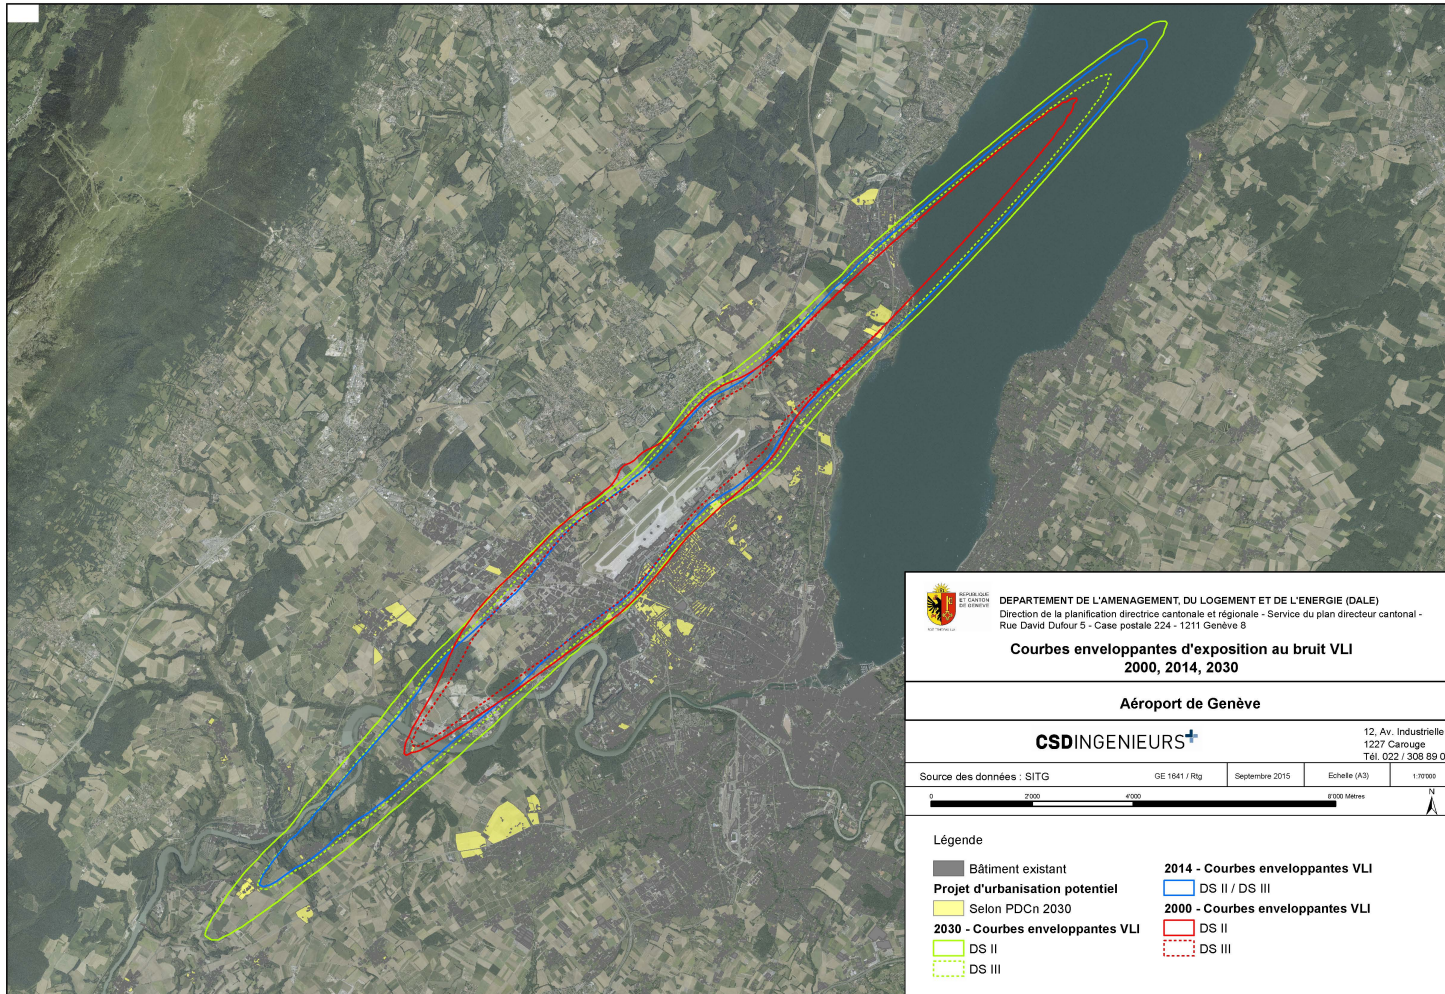 REPUBLIQUE
ET CANTON
DE GENEVE
POST TENEBRAS LUX
DEPARTEMENT DE L'AMENAGEMENT, DU LOGEMENT ET DE L'ENERGIE (DALE)
Direction de la planification directrice cantonale et régionale - Service du plan directeur cantonal -
Rue David Dufour 5 - Case postale 224 - 1211 Genève 8
Courbes enveloppantes d'exposition au bruit VLI
2000, 2014, 2030
Aéroport de Genève
CSDINGENIEURS+
12, Av. Industrielle
1227 Carouge
Tél. 022 / 308 89 0
Source des données : SITG
GE 1641 / Rtg
Septembre 2015
Echelle (A3)
1:70'000
0 2'000 4'000 8'000 Mètres
N
Légende
Bâtiment existant
Projet d'urbanisation potentiel
Selon PDCn 2030
2030 - Courbes enveloppantes VLI
DS II
DS III
2014 - Courbes enveloppantes VLI
DS II / DS III
2000 - Courbes enveloppantes VLI
DS II
DS III